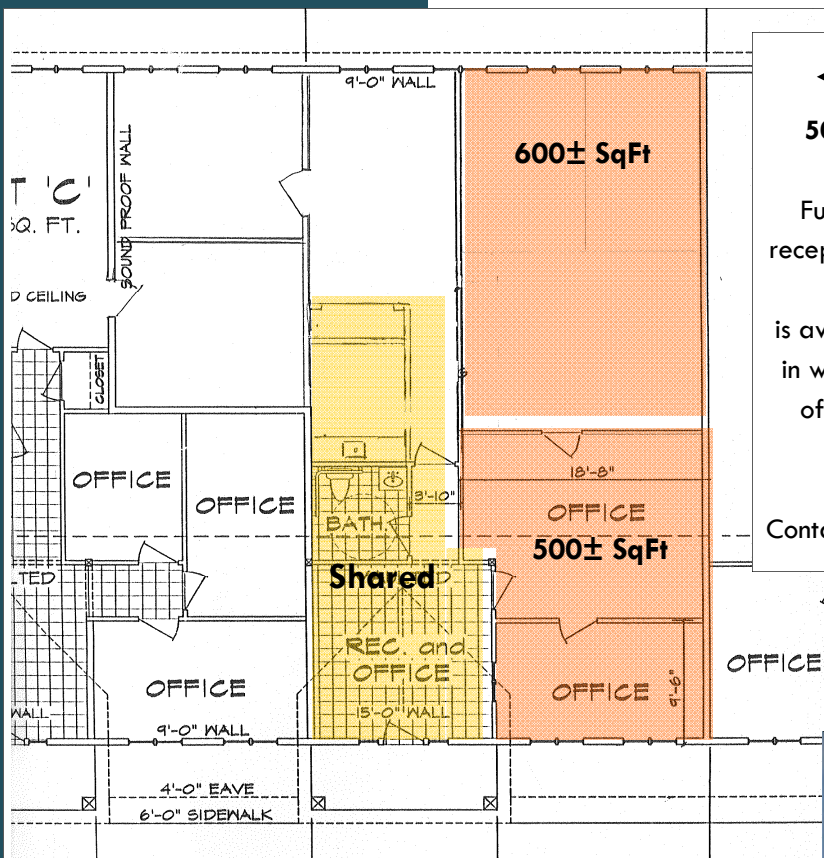 9'-0" WALL
600± SqFt
SOUND PROOF WALL
T 'C'
SQ. FT.
D CEILING
CLOSET
OFFICE
OFFICE
3'-10"
BATH.
18'-8"
OFFICE
500± SqFt
LTED
Shared
REC. and
OFFICE
15-0" WALL
OFFICE
9'-0" WALL
WALL
OFFICE
9'-6"
OFFICE
4'-0" EAVE
6'-0" SIDEWALK
50
Fu
recep
is av
in w
of
Conta